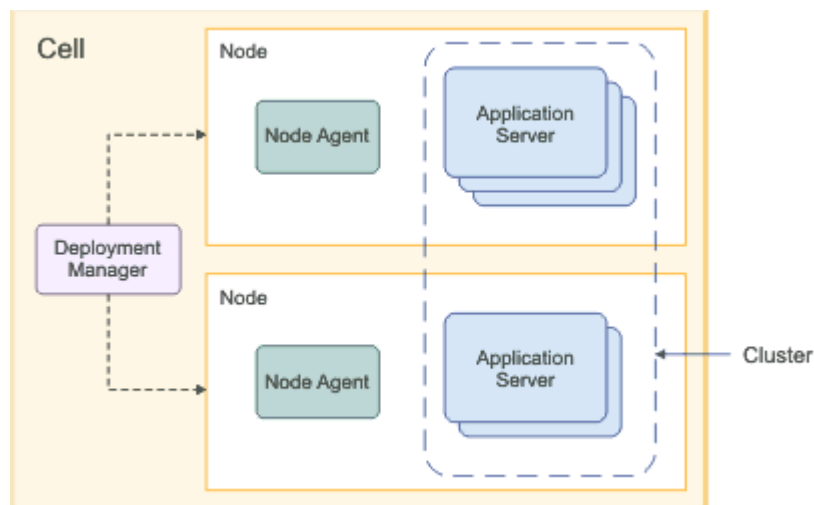 Cell
Node
Node Agent
Application
Server
Deployment
Manager
Node
Node Agent
Application
Server
Cluster